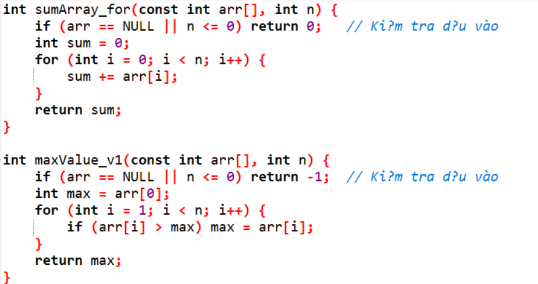 int sumArray_for(const int arr[], int n) {
    if (arr == NULL || n <= 0) return 0;   // Ki?m tra d?u vào
    int sum = 0;
    for (int i = 0; i < n; i++) {
        sum += arr[i];
    }
    return sum;
}

int maxValue_v1(const int arr[], int n) {
    if (arr == NULL || n <= 0) return -1;  // Ki?m tra d?u vào
    int max = arr[0];
    for (int i = 1; i < n; i++) {
        if (arr[i] > max) max = arr[i];
    }
    return max;
}